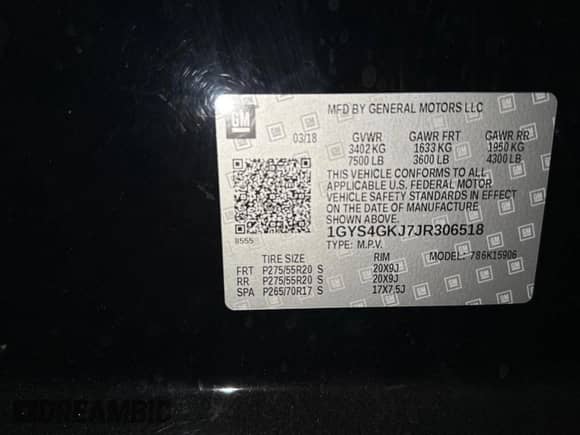 GM
MFD BY GENERAL MOTORS LLC
03/18 GVWR GAWR FRT GAWR RR
3402 KG 1633 KG 1950 KG
7500 LB 3600 LB 4300 LB
THIS VEHICLE CONFORMS TO ALL
APPLICABLE U.S. FEDERAL MOTOR
VEHICLE SAFETY STANDARDS IN EFFECT
ON THE DATE OF MANUFACTURE
SHOWN ABOVE.
8555 1GYS4GKJ7JR306518
TYPE: M.P.V. MODEL: 786K15906
TIRE SIZE RIM
FRT P275/55R20 S 20X9J
RR P275/55R20 S 20X9J
SPA P265/70R17 S 17X7.5J
DREAMBID